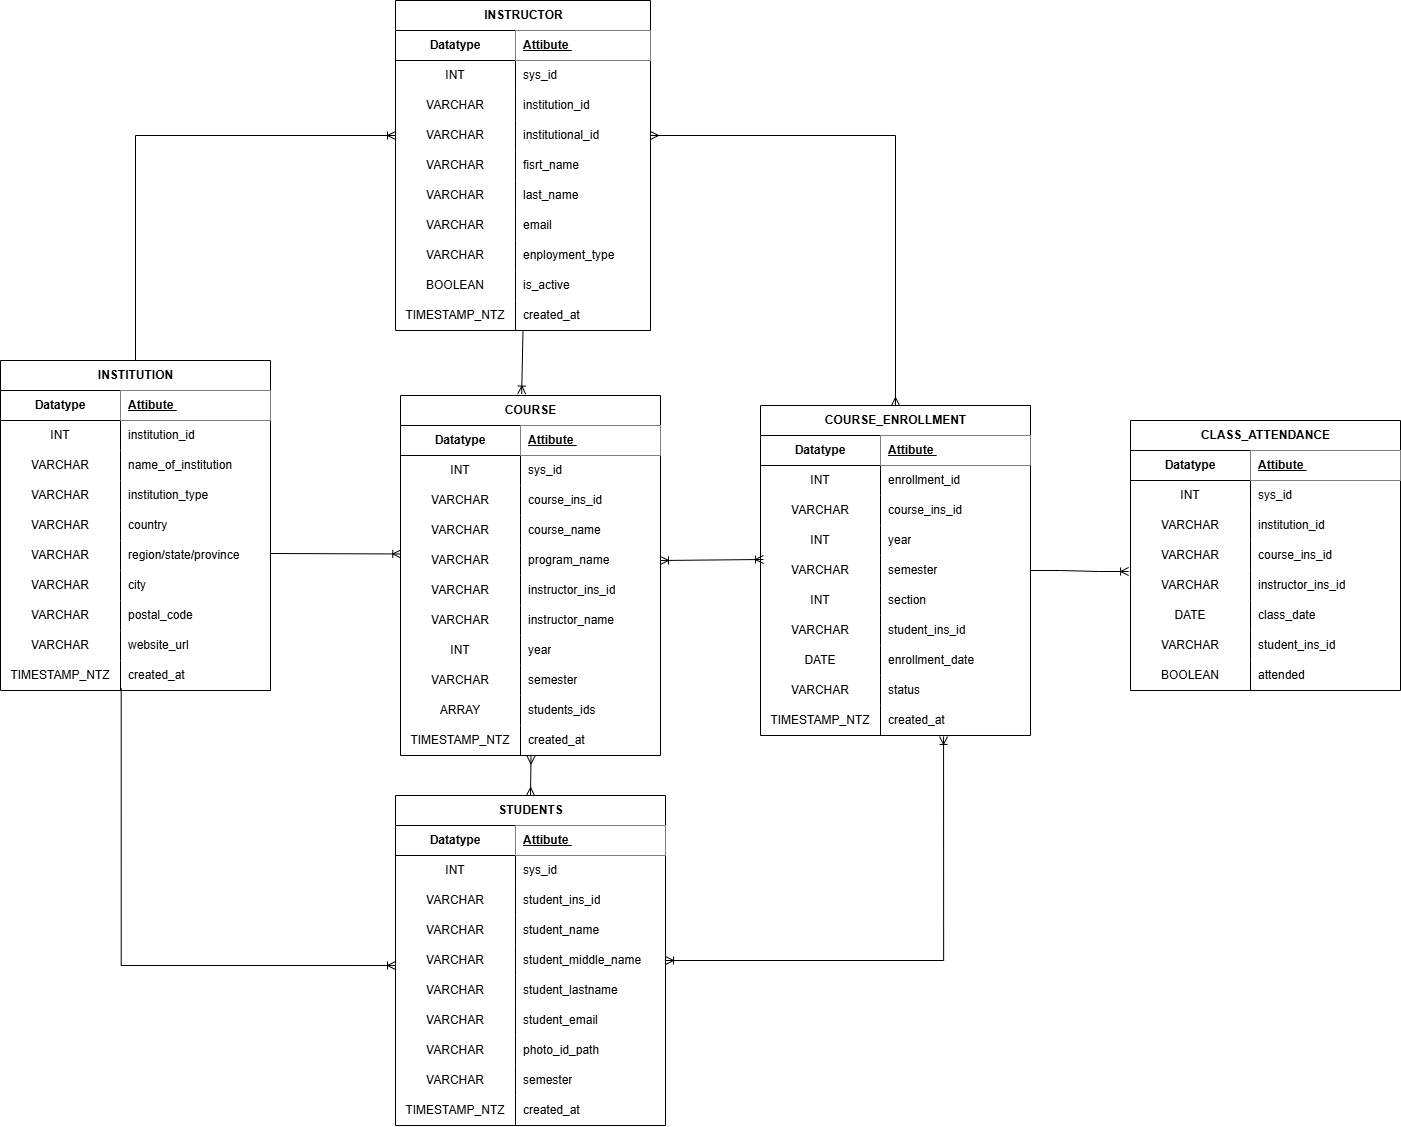 INSTRUCTOR
Datatype Attibute
INT sys_id
VARCHAR institution_id
VARCHAR institutional_id
VARCHAR fisrt_name
VARCHAR last_name
VARCHAR email
VARCHAR enployment_type
BOOLEAN is_active
TIMESTAMP_NTZ created_at
INSTITUTION
Datatype Attibute
INT institution_id
VARCHAR name_of_institution
VARCHAR institution_type
VARCHAR country
VARCHAR region/state/province
VARCHAR city
VARCHAR postal_code
VARCHAR website_url
TIMESTAMP_NTZ created_at
COURSE
Datatype Attibute
INT sys_id
VARCHAR course_ins_id
VARCHAR course_name
VARCHAR program_name
VARCHAR instructor_ins_id
VARCHAR instructor_name
INT year
VARCHAR semester
ARRAY students_ids
TIMESTAMP_NTZ created_at
COURSE_ENROLLMENT
Datatype Attibute
INT enrollment_id
VARCHAR course_ins_id
INT year
VARCHAR semester
INT section
VARCHAR student_ins_id
DATE enrollment_date
VARCHAR status
TIMESTAMP_NTZ created_at
CLASS_ATTENDANCE
Datatype Attibute
INT sys_id
VARCHAR institution_id
VARCHAR course_ins_id
VARCHAR instructor_ins_id
DATE class_date
VARCHAR student_ins_id
BOOLEAN attended
STUDENTS
Datatype Attibute
INT sys_id
VARCHAR student_ins_id
VARCHAR student_name
VARCHAR student_middle_name
VARCHAR student_lastname
VARCHAR student_email
VARCHAR photo_id_path
VARCHAR semester
TIMESTAMP_NTZ created_at